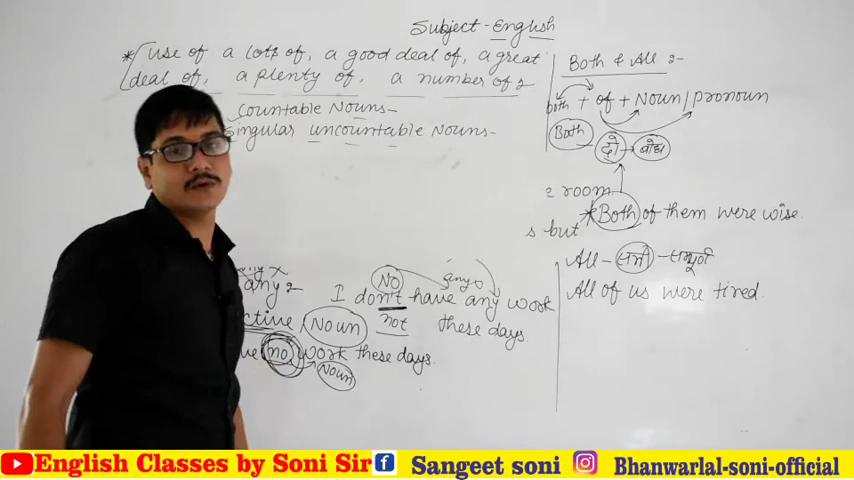 Subject - English
* Use of a lots of, a good deal of, a great
deal of, a plenty of, a number of :-
Countable Nouns -
Singular uncountable Nouns -
Both & All :-
both + of + Noun/Pronoun
Both
दो
2 room
* Both of them were wise.
s but
All -
All of us were tired.
any x
any :-
No any
I don't have any work
not these days.
ctive, Noun
ve no work these days.
Noun
English Classes by Soni Sir
Sangeet soni
Bhanwarlal-soni-official